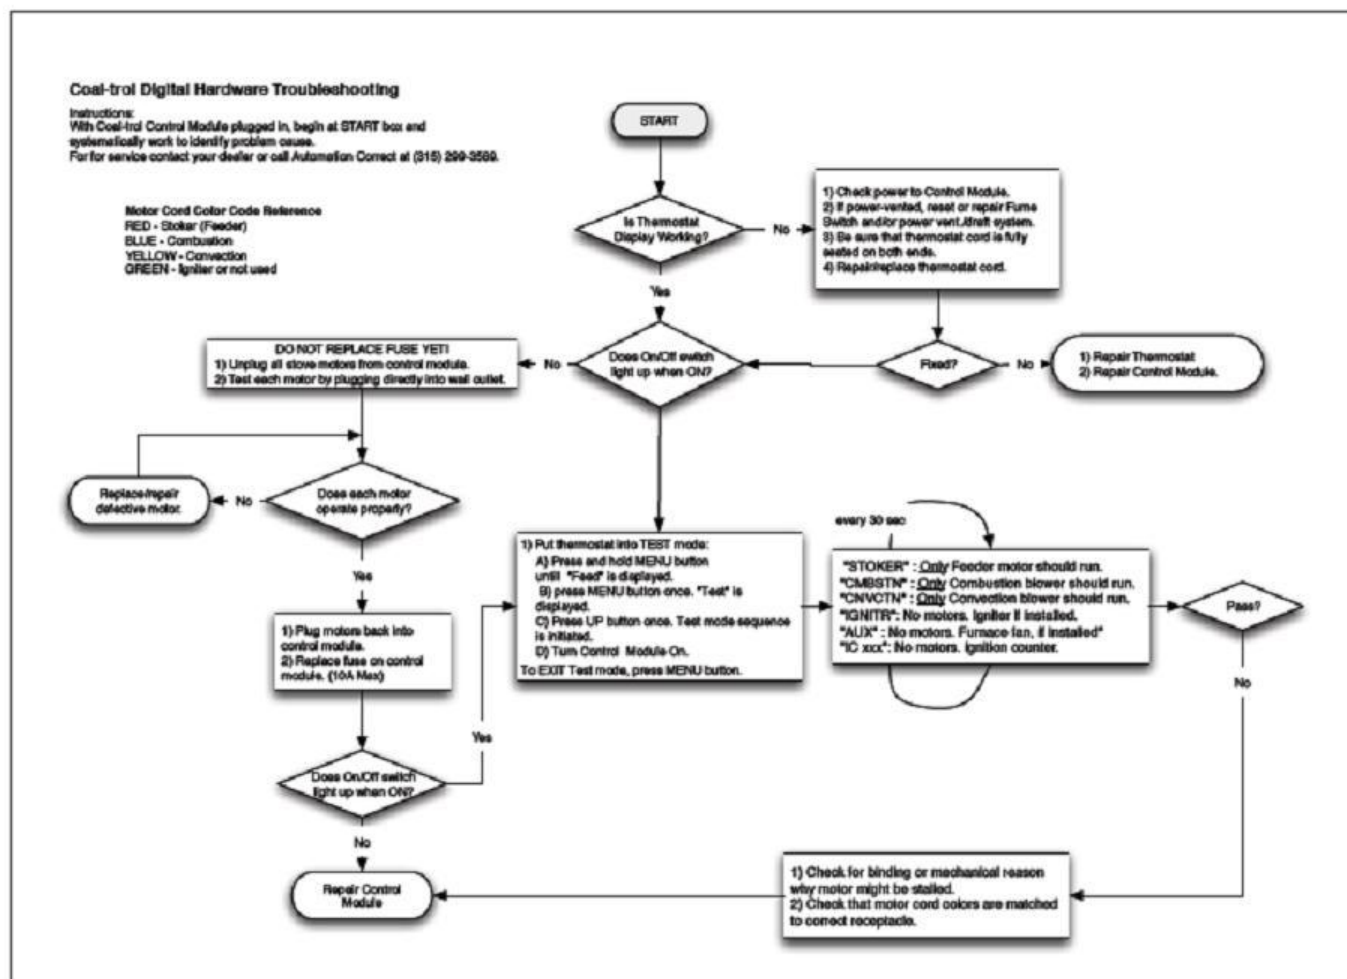 Coal-trol Digital Hardware Troubleshooting
Instructions:
With Coal-trol Control Module plugged in, begin at START box and
systematically work to identify problem cause.
For for service contact your dealer or call Automation Correct at (315) 299-3589.
Motor Cord Color Code Reference
RED - Stoker (Feeder)
BLUE - Combustion
YELLOW - Convection
GREEN - Igniter or not used
START
Is Thermostat
Display Working?
No
1) Check power to Control Module.
2) If power-vented, reset or repair Fume
Switch and/or power vent./draft system.
3) Be sure that thermostat cord is fully
seated on both ends.
4) Repair/replace thermostat cord.
Yes
DO NOT REPLACE FUSE YET!
1) Unplug all stove motors from control module.
2) Test each motor by plugging directly into wall outlet.
No
Does On/Off switch
light up when ON?
Fixed?
No
1) Repair Thermostat
2) Repair Control Module.
Replace/repair
defective motor.
No
Does each motor
operate properly?
Yes
1) Plug motors back into
control module.
2) Replace fuse on control
module. (10A Max)
1) Put thermostat into TEST mode:
A) Press and hold MENU button
until "Feed" is displayed.
B) press MENU button once. "Test" is
displayed.
C) Press UP button once. Test mode sequence
is initiated.
D) Turn Control Module On.
To EXIT Test mode, press MENU button.
every 30 sec
"STOKER" : Only Feeder motor should run.
"CMBSTN" : Only Combustion blower should run.
"CNVCTN" : Only Convection blower should run.
"IGNITR": No motors. Igniter if installed.
"AUX" : No motors. Furnace fan, if installed"
"IC xxx": No motors. Ignition counter.
Pass?
No
Yes
Does On/Off switch
light up when ON?
No
Repair Control
Module
1) Check for binding or mechanical reason
why motor might be stalled.
2) Check that motor cord colors are matched
to correct receptacle.